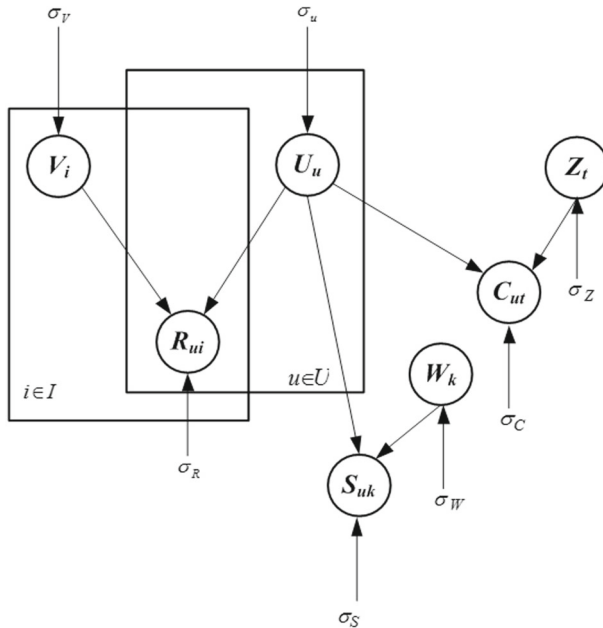 σ_V
σ_u
V_i
U_u
Z_t
C_ut
σ_Z
R_ui
i∈I
u∈U
W_k
σ_C
σ_R
S_uk
σ_W
σ_S